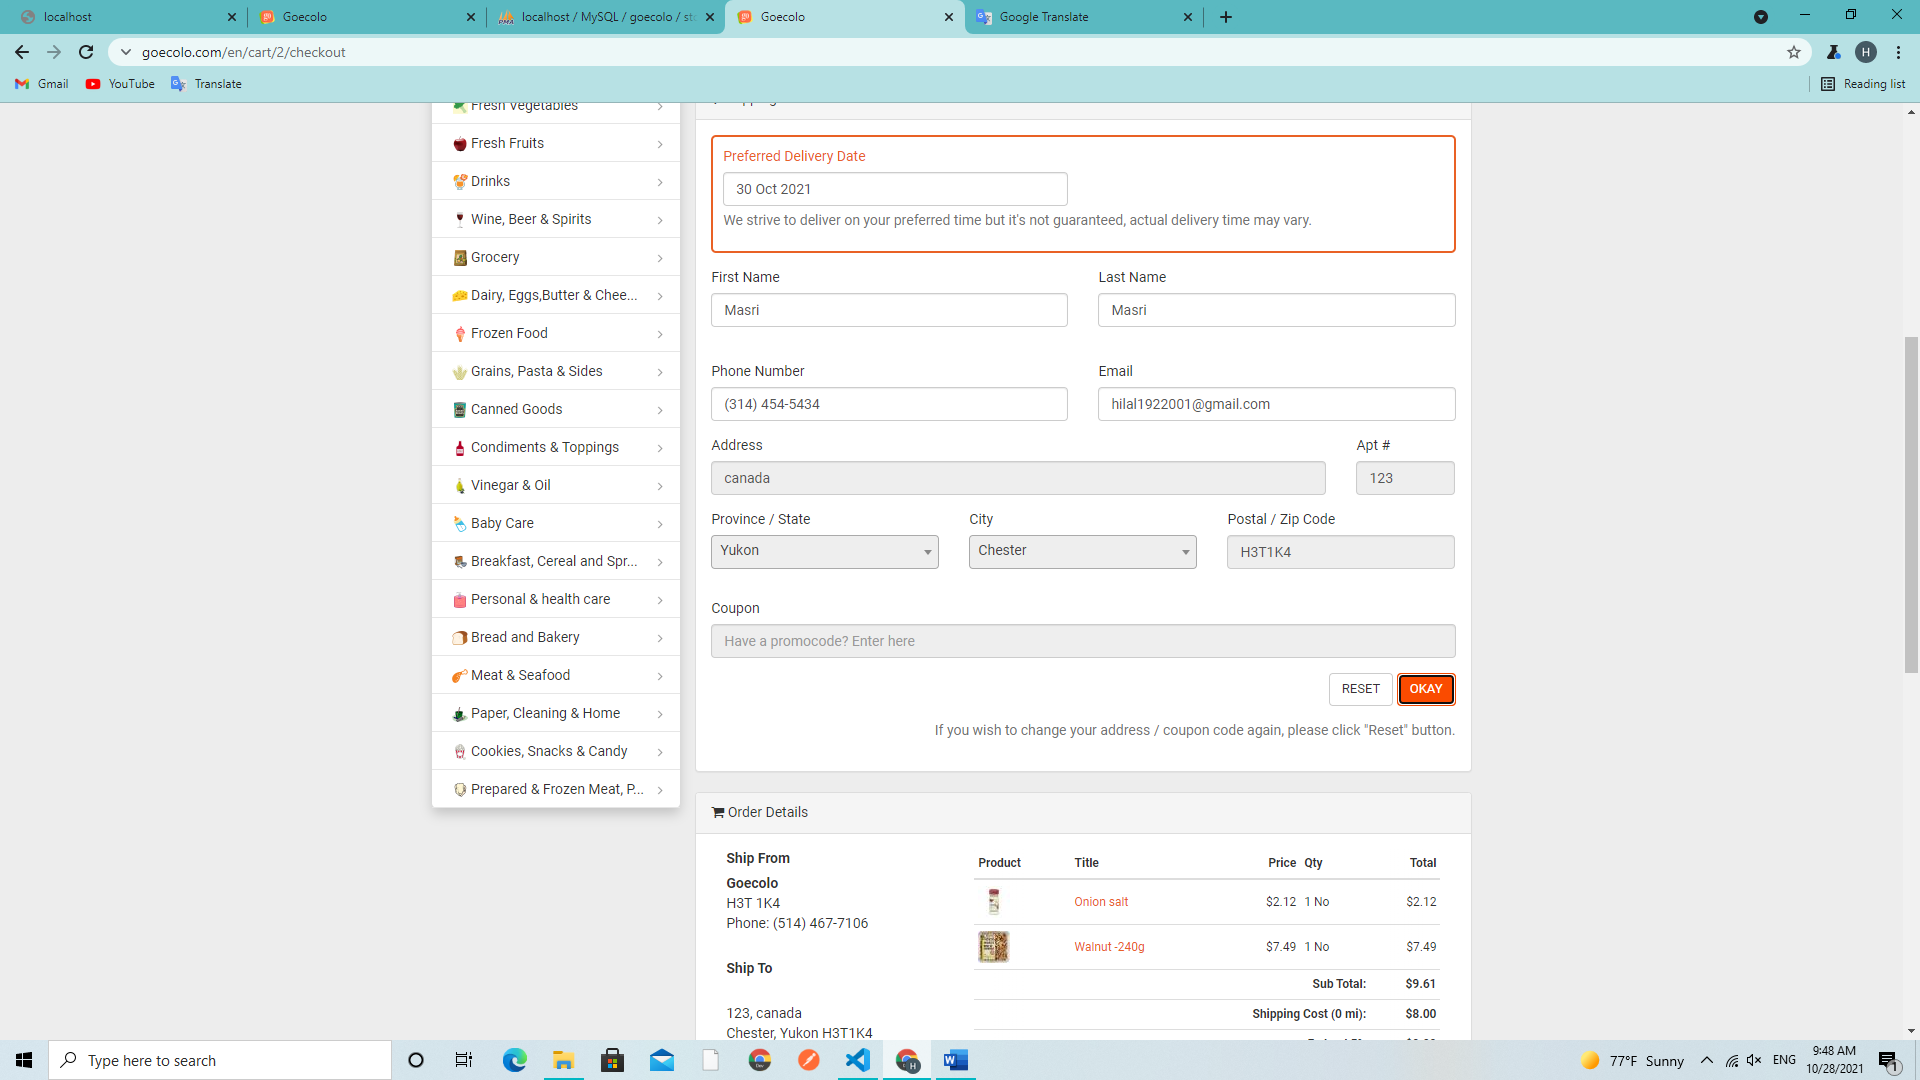 localhost
Goecolo
localhost / MySQL / goecolo / st
Goecolo
Google Translate
goecolo.com/en/cart/2/checkout
H
Gmail
YouTube
Translate
Reading list
Fresh Vegetables
Fresh Fruits
Drinks
Wine, Beer & Spirits
Grocery
Dairy, Eggs,Butter & Chee...
Frozen Food
Grains, Pasta & Sides
Canned Goods
Condiments & Toppings
Vinegar & Oil
Baby Care
Breakfast, Cereal and Spr...
Personal & health care
Bread and Bakery
Meat & Seafood
Paper, Cleaning & Home
Cookies, Snacks & Candy
Prepared & Frozen Meat, P...
Preferred Delivery Date
30 Oct 2021
We strive to deliver on your preferred time but it's not guaranteed, actual delivery time may vary.
First Name
Last Name
Masri
Masri
Phone Number
Email
(314) 454-5434
hilal1922001@gmail.com
Address
Apt #
canada
123
Province / State
City
Postal / Zip Code
Yukon
Chester
H3T1K4
Coupon
Have a promocode? Enter here
RESET
OKAY
If you wish to change your address / coupon code again, please click "Reset" button.
Order Details
Ship From
Goecolo
H3T 1K4
Phone: (514) 467-7106
Ship To
123, canada
Chester, Yukon H3T1K4
Product Title Price Qty Total
Onion salt $2.12 1 No $2.12
Walnut -240g $7.49 1 No $7.49
Sub Total: $9.61
Shipping Cost (0 mi): $8.00
Type here to search
77°F Sunny
ENG
9:48 AM
10/28/2021
1